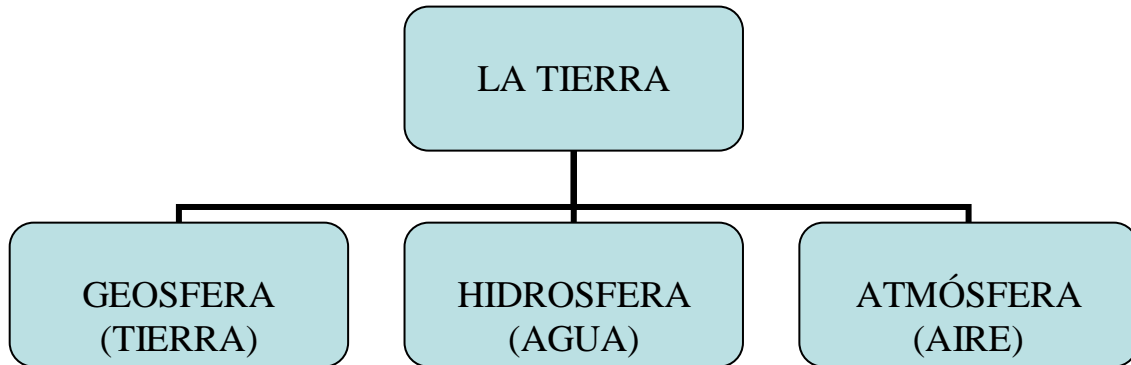 LA TIERRA
GEOSFERA
(TIERRA)
HIDROSFERA
(AGUA)
ATMÓSFERA
(AIRE)